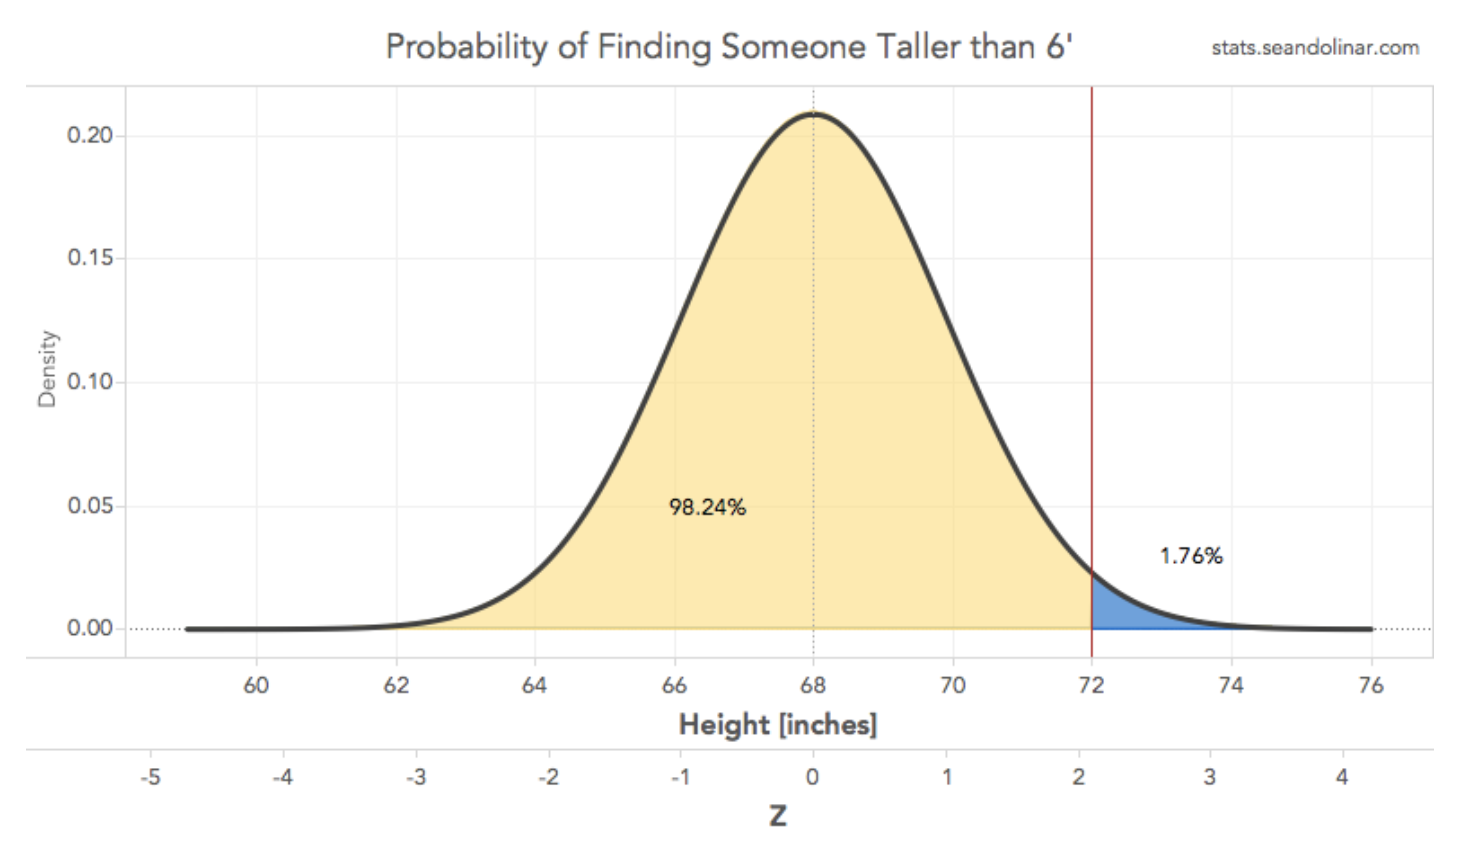 Probability of Finding Someone Taller than 6'
stats.seandolinar.com
0.20
0.15
0.10
0.05
0.00
Density
98.24%
1.76%
60 62 64 66 68 70 72 74 76
Height [inches]
-5 -4 -3 -2 -1 0 1 2 3 4
Z